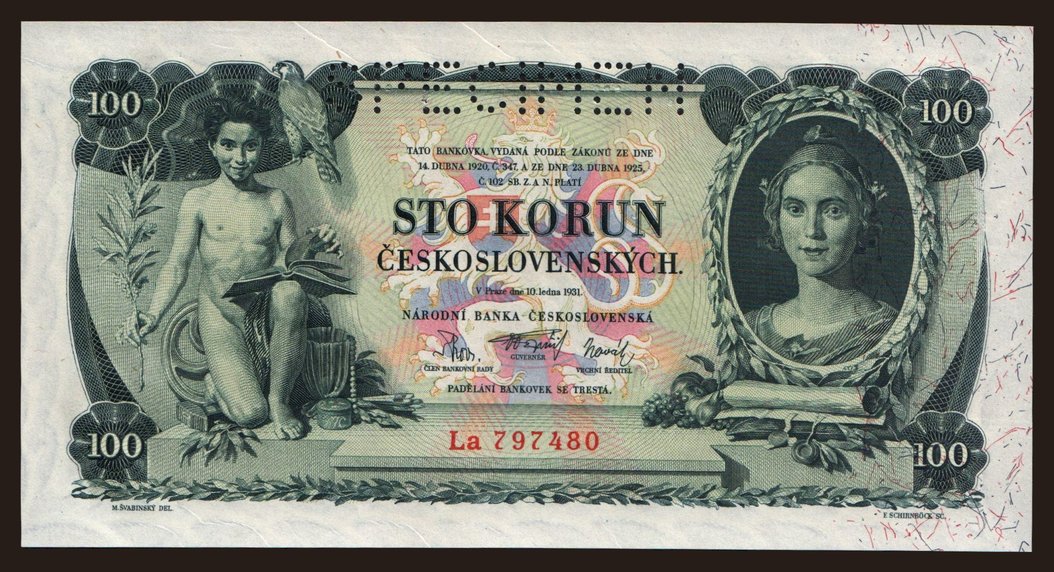 SPECIMEN
100
100
TATO BANKOVKA, VYDANÁ PODLE ZÁKONŮ ZE DNE
14. DUBNA 1920, Č. 347, A ZE DNE 23. DUBNA 1925,
Č. 102 SB. Z. A N., PLATÍ
STO KORUN
ČESKOSLOVENSKÝCH.
V Praze dne 10. ledna 1931.
NÁRODNÍ BANKA ČESKOSLOVENSKÁ
Novák
ČLEN BANKOVNÍ RADY
GUVERNÉR
VRCHNÍ ŘEDITEL
PADĚLÁNÍ BANKOVEK SE TRESTÁ.
La 797480
100
100
M. ŠVABINSKÝ DEL.
F. SCHIRNBÖCK SC.